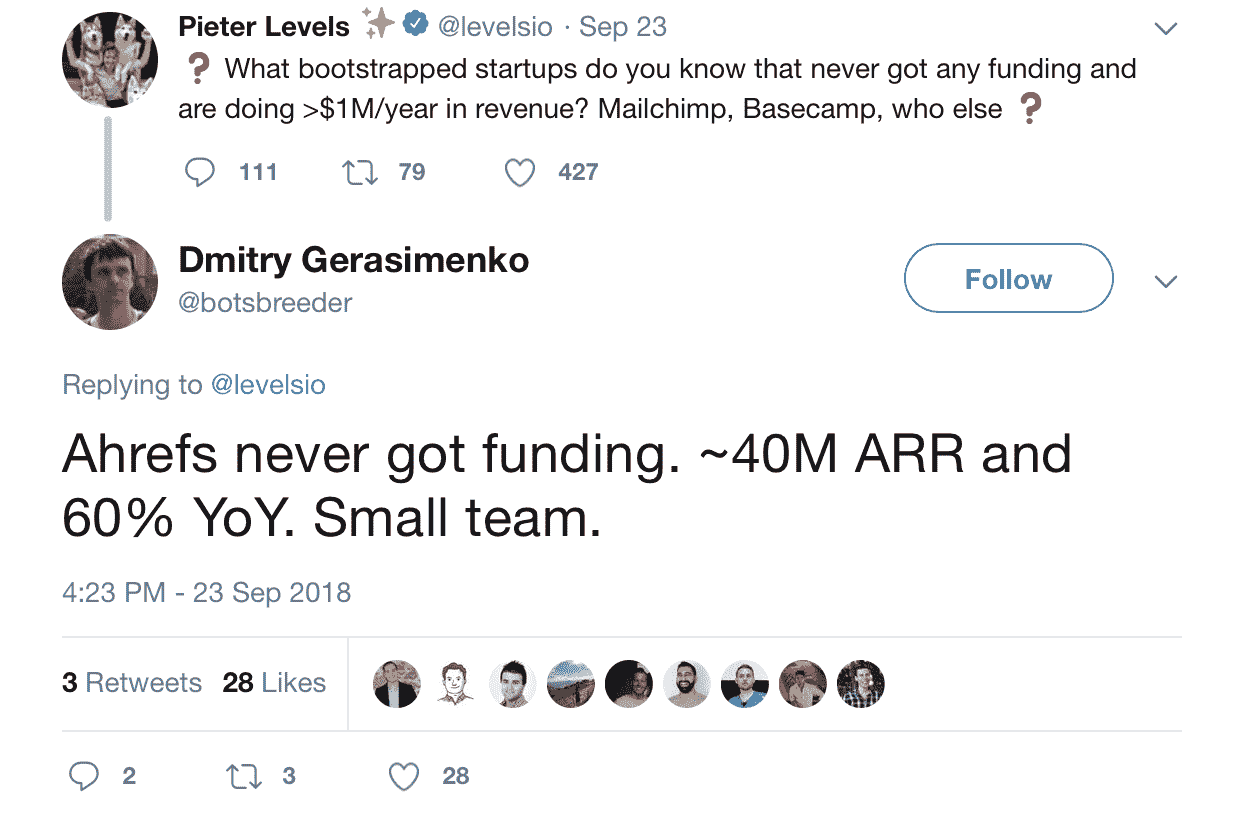 Pieter Levels ✨ @levelsio · Sep 23
❓ What bootstrapped startups do you know that never got any funding and
are doing >$1M/year in revenue? Mailchimp, Basecamp, who else ❓
111 79 427
Dmitry Gerasimenko
@botsbreeder
Follow
Replying to @levelsio
Ahrefs never got funding. ~40M ARR and
60% YoY. Small team.
4:23 PM - 23 Sep 2018
3 Retweets 28 Likes
2 3 28